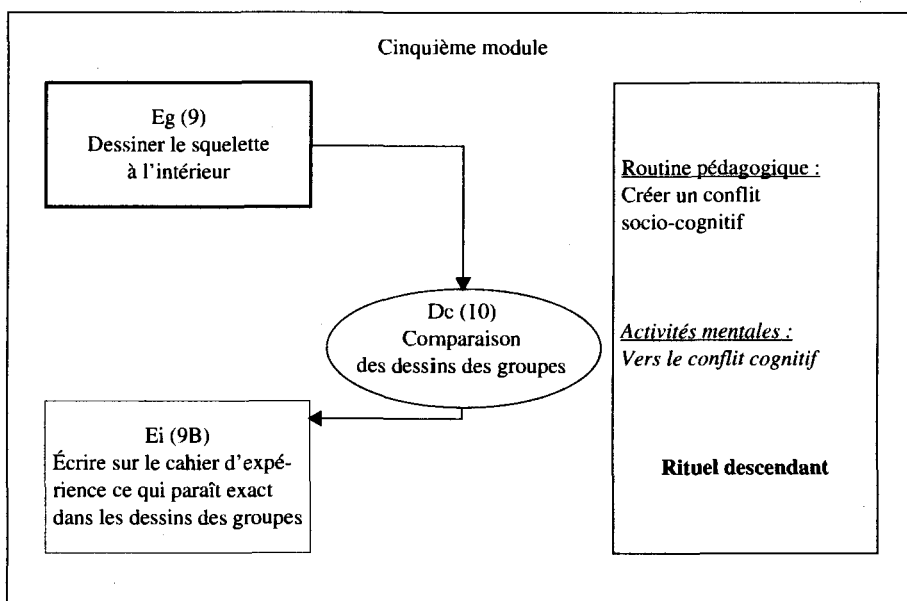 Cinquième module
Eg (9)
Dessiner le squelette
à l'intérieur
Dc (10)
Comparaison
des dessins des groupes
Ei (9B)
Écrire sur le cahier d'expé-
rience ce qui paraît exact
dans les dessins des groupes
Routine pédagogique :
Créer un conflit
socio-cognitif
Activités mentales :
Vers le conflit cognitif
Rituel descendant